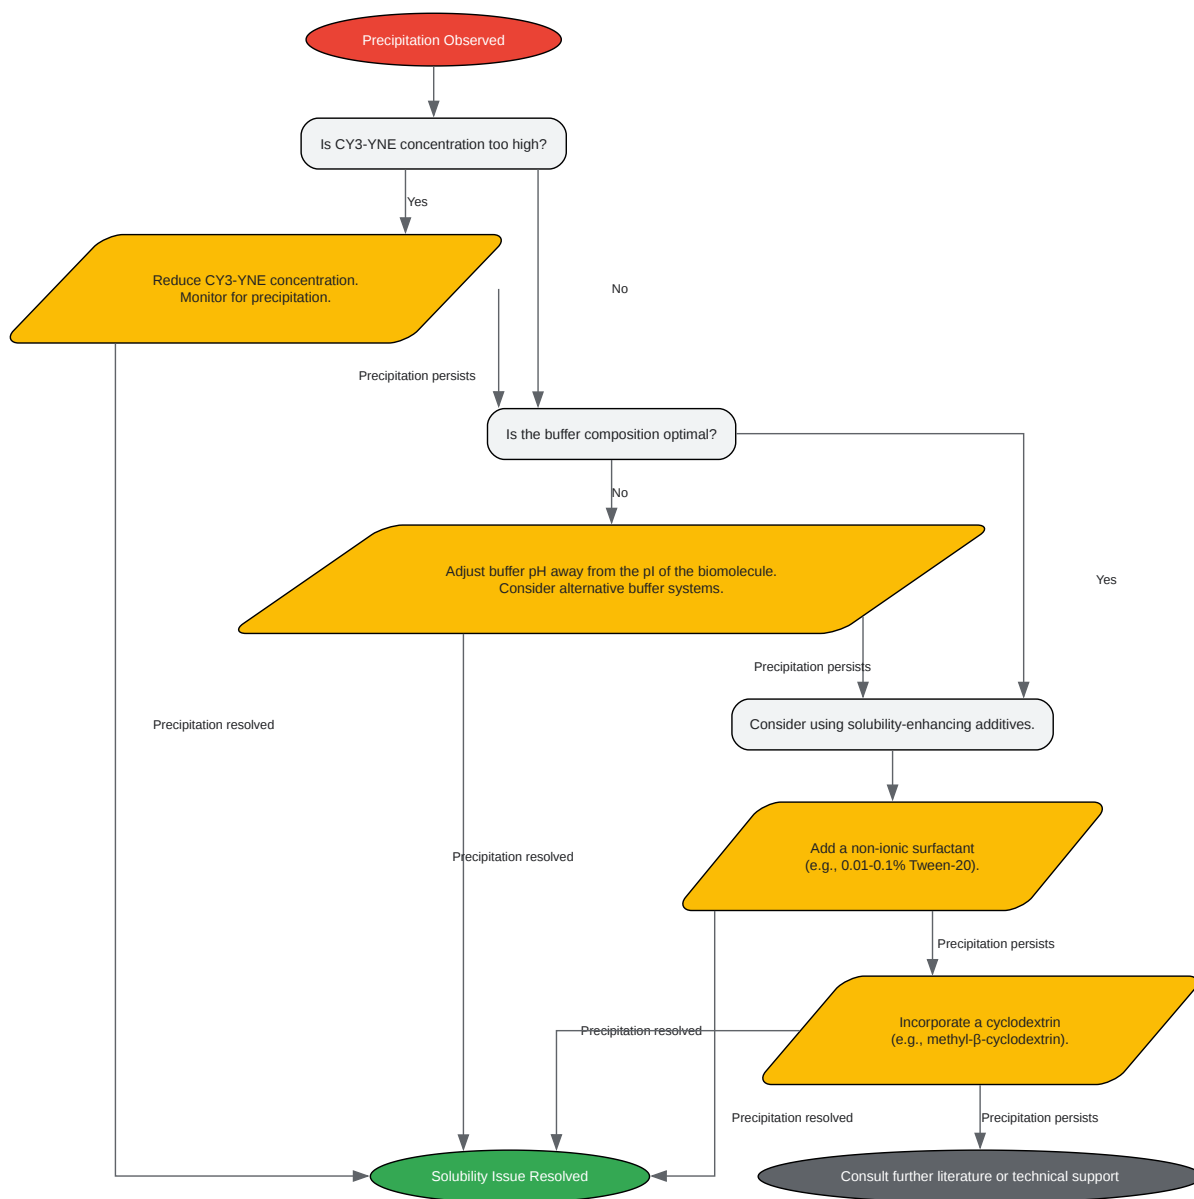 Precipitation Observed
Is CY3-YNE concentration too high?
Yes
Reduce CY3-YNE concentration.
Monitor for precipitation.
No
Precipitation persists
Is the buffer composition optimal?
No
Adjust buffer pH away from the pI of the biomolecule.
Consider alternative buffer systems.
Yes
Precipitation persists
Consider using solubility-enhancing additives.
Precipitation resolved
Add a non-ionic surfactant
(e.g., 0.01-0.1% Tween-20).
Precipitation resolved
Precipitation persists
Incorporate a cyclodextrin
(e.g., methyl-β-cyclodextrin).
Precipitation resolved
Precipitation resolved
Precipitation persists
Solubility Issue Resolved
Consult further literature or technical support